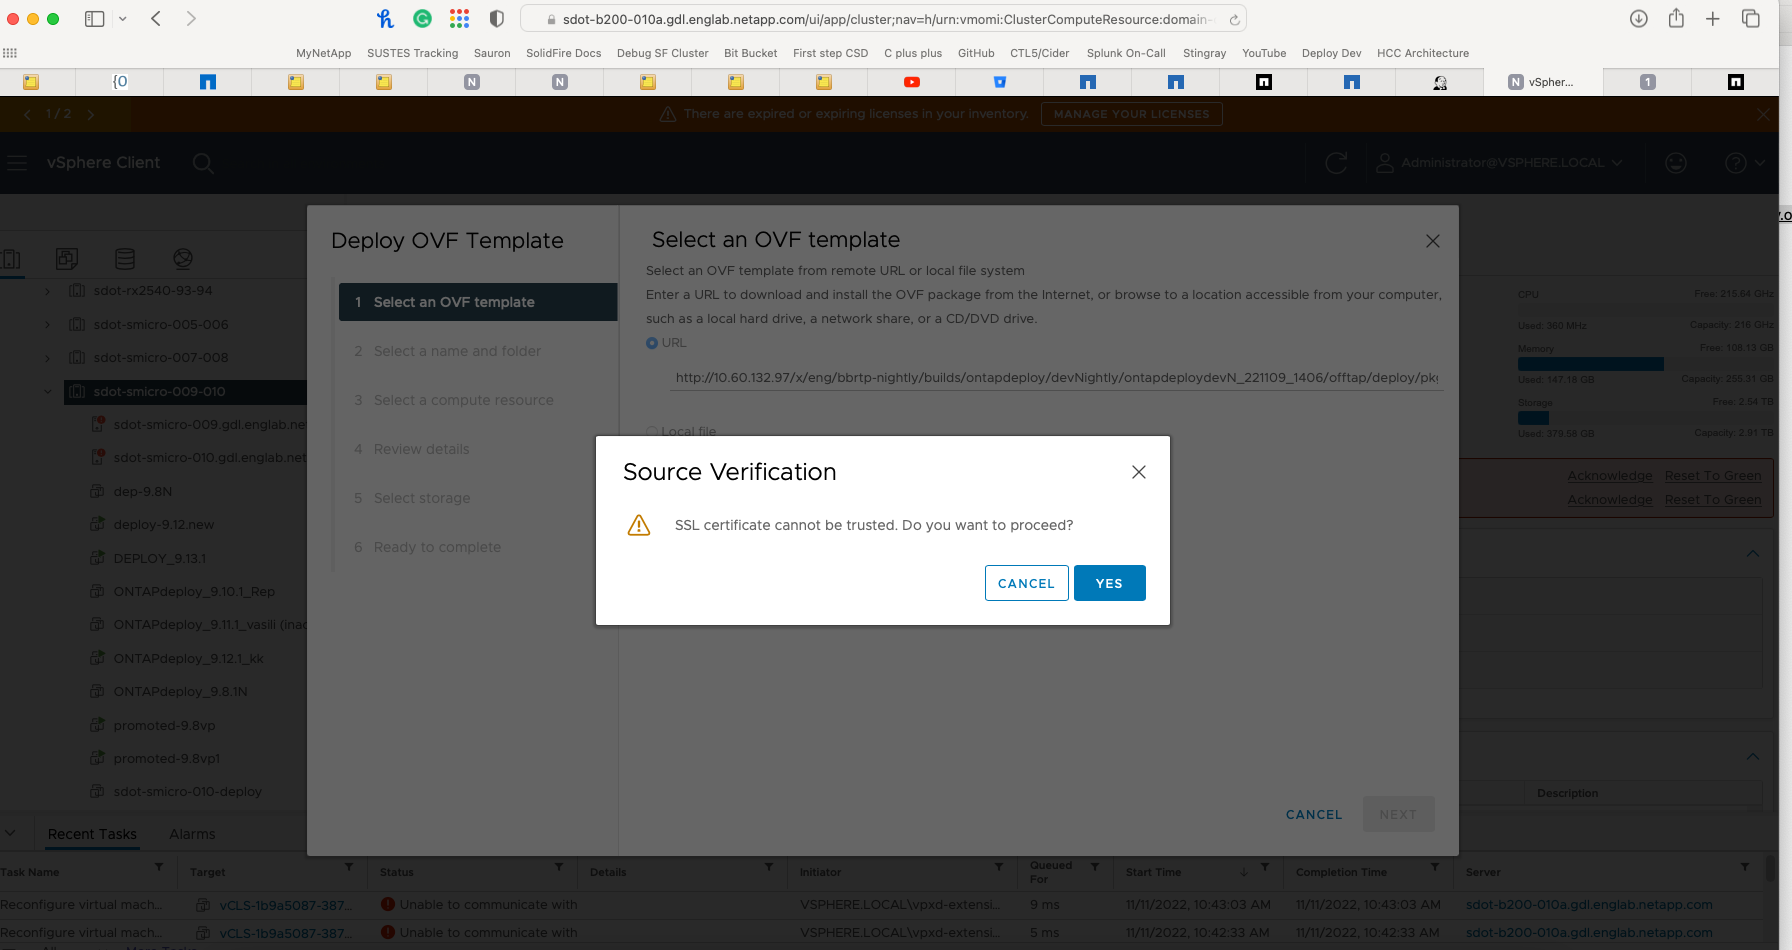 sdot-b200-010a.gdl.englab.netapp.com/ui/app/cluster;nav=h/urn:vmomi:ClusterComputeResource:domain-
MyNetApp SUSTES Tracking Sauron SolidFire Docs Debug SF Cluster Bit Bucket First step CSD C plus plus GitHub CTL5/Cider Splunk On-Call Stingray YouTube Deploy Dev HCC Architecture
{O N N N vSpher... 1
1 / 2 There are expired or expiring licenses in your inventory. MANAGE YOUR LICENSES
vSphere Client Administrator@VSPHERE.LOCAL
Deploy OVF Template
1 Select an OVF template
2 Select a name and folder
3 Select a compute resource
4 Review details
5 Select storage
6 Ready to complete
Select an OVF template
Select an OVF template from remote URL or local file system
Enter a URL to download and install the OVF package from the Internet, or browse to a location accessible from your computer,
such as a local hard drive, a network share, or a CD/DVD drive.
URL
http://10.60.132.97/x/eng/bbrtp-nightly/builds/ontapdeploy/devNightly/ontapdeploydevN_221109_1406/offtap/deploy/pkg
Local file
Source Verification
SSL certificate cannot be trusted. Do you want to proceed?
CANCEL YES
CANCEL NEXT
sdot-rx2540-93-94
sdot-smicro-005-006
sdot-smicro-007-008
sdot-smicro-009-010
sdot-smicro-009.gdl.englab.ne
sdot-smicro-010.gdl.englab.net
dep-9.8N
deploy-9.12.new
DEPLOY_9.13.1
ONTAPdeploy_9.10.1_Rep
ONTAPdeploy_9.11.1_vasili (inac
ONTAPdeploy_9.12.1_kk
ONTAPdeploy_9.8.1N
promoted-9.8vp
promoted-9.8vp1
sdot-smicro-010-deploy
CPU Free: 215.64 GHz
Used: 360 MHz Capacity: 216 GHz
Memory Free: 108.13 GB
Used: 147.18 GB Capacity: 255.31 GB
Storage Free: 2.54 TB
Used: 379.58 GB Capacity: 2.91 TB
Acknowledge Reset To Green
Acknowledge Reset To Green
Description
Recent Tasks Alarms
Task Name Target Status Details Initiator Queued For Start Time Completion Time Server
Reconfigure virtual mach... vCLS-1b9a5087-387... Unable to communicate with VSPHERE.LOCAL\vpxd-extensi... 9 ms 11/11/2022, 10:43:03 AM 11/11/2022, 10:43:03 AM sdot-b200-010a.gdl.englab.netapp.com
Reconfigure virtual mach... vCLS-1b9a5087-387... Unable to communicate with VSPHERE.LOCAL\vpxd-extensi... 5 ms 11/11/2022, 10:42:33 AM 11/11/2022, 10:42:33 AM sdot-b200-010a.gdl.englab.netapp.com